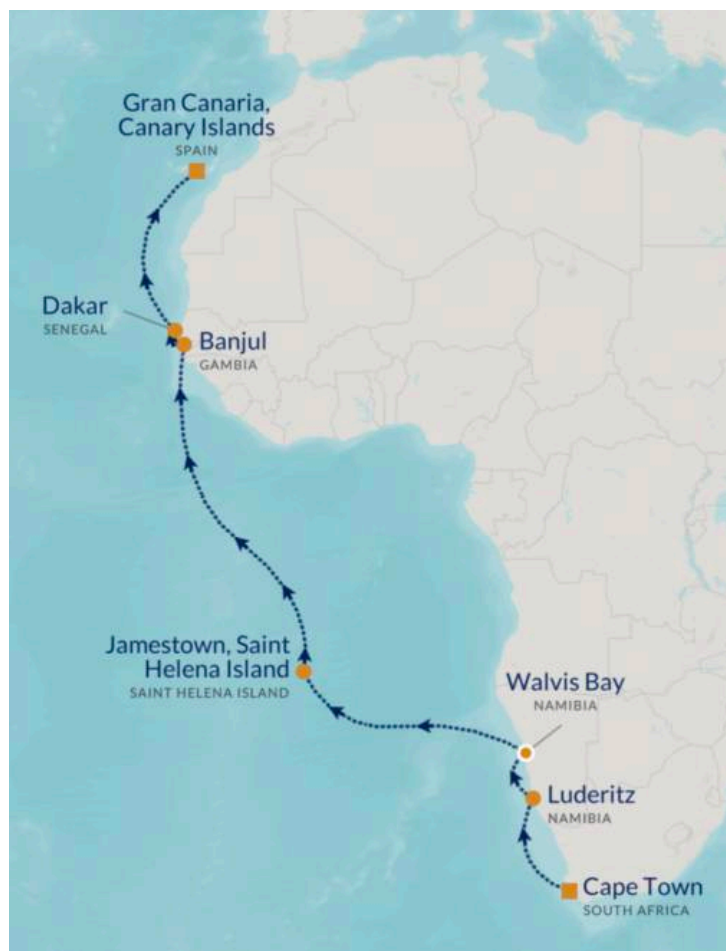 Gran Canaria,
Canary Islands
SPAIN
Dakar
SENEGAL
Banjul
GAMBIA
Jamestown, Saint
Helena Island
SAINT HELENA ISLAND
Walvis Bay
NAMIBIA
Luderitz
NAMIBIA
Cape Town
SOUTH AFRICA